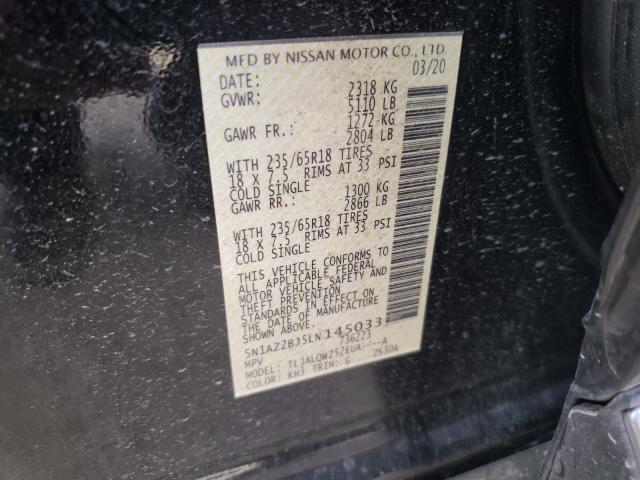 MFD BY NISSAN MOTOR CO., LTD.
DATE: 03/20
GVWR: 2318 KG
5110 LB
GAWR FR.: 1272 KG
2804 LB
WITH 235/65R18 TIRES
18 X 7.5 RIMS AT 33 PSI
COLD SINGLE
GAWR RR.: 1300 KG
2866 LB
WITH 235/65R18 TIRES
18 X 7.5 RIMS AT 33 PSI
COLD SINGLE
THIS VEHICLE CONFORMS TO
ALL APPLICABLE FEDERAL
MOTOR VEHICLE SAFETY AND
THEFT PREVENTION
STANDARDS IN EFFECT ON
THE DATE OF MANUFACTURE
SHOWN ABOVE.
5N1AZ2BJ5LN145033
MPV 736223
MODEL: TLJALQWZ52EUA----A
COLOR: KH3 TRIM: G 2S30A